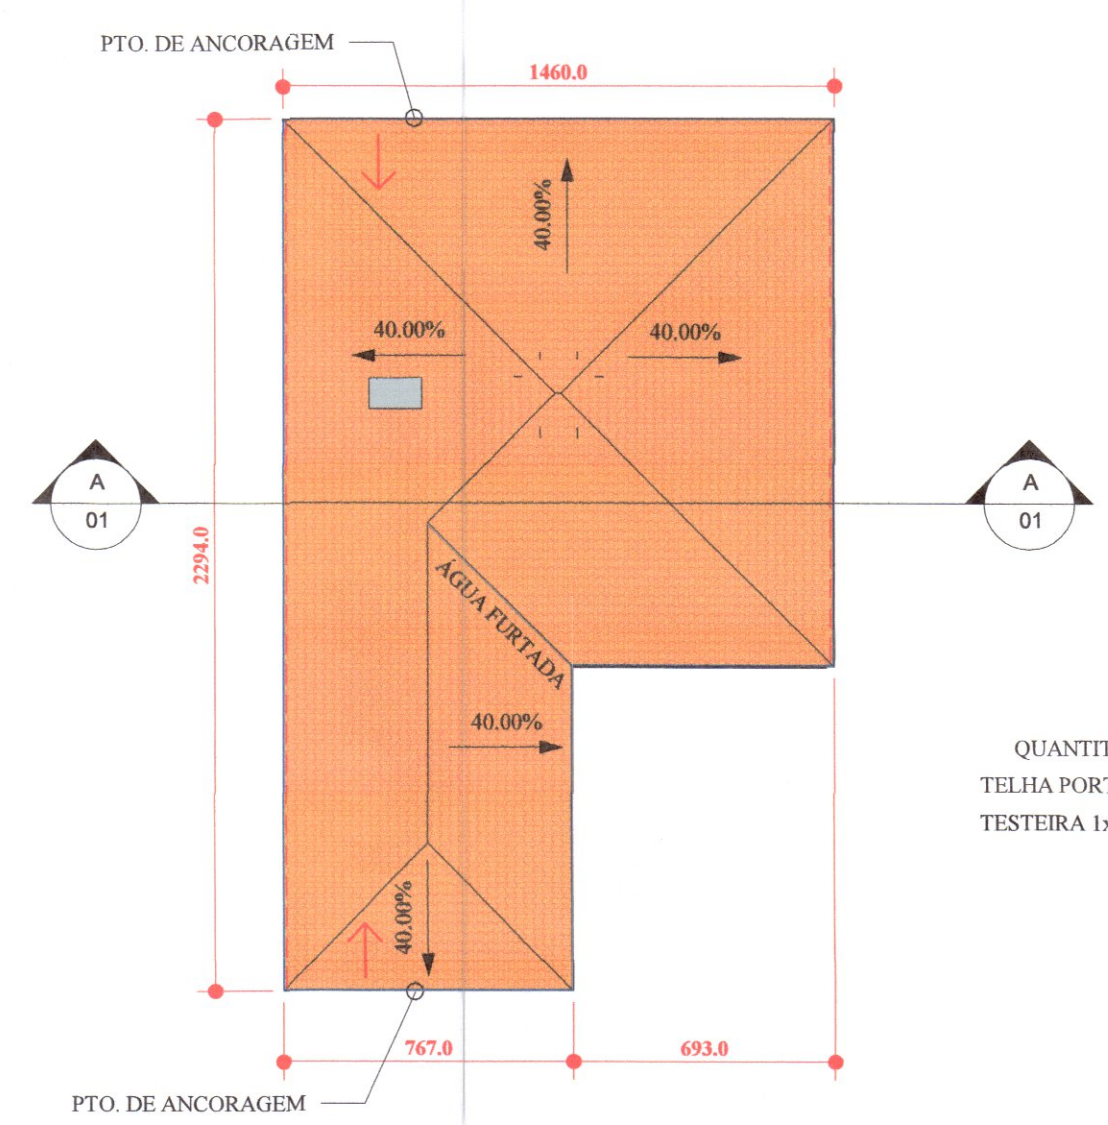 PTO. DE ANCORAGEM
1460.0
40.00%
40.00%
40.00%
A
01
A
01
2294.0
ÁGUA FURTADA
40.00%
QUANTIT
TELHA PORT
TESTEIRA 1x
40.00%
767.0
693.0
PTO. DE ANCORAGEM